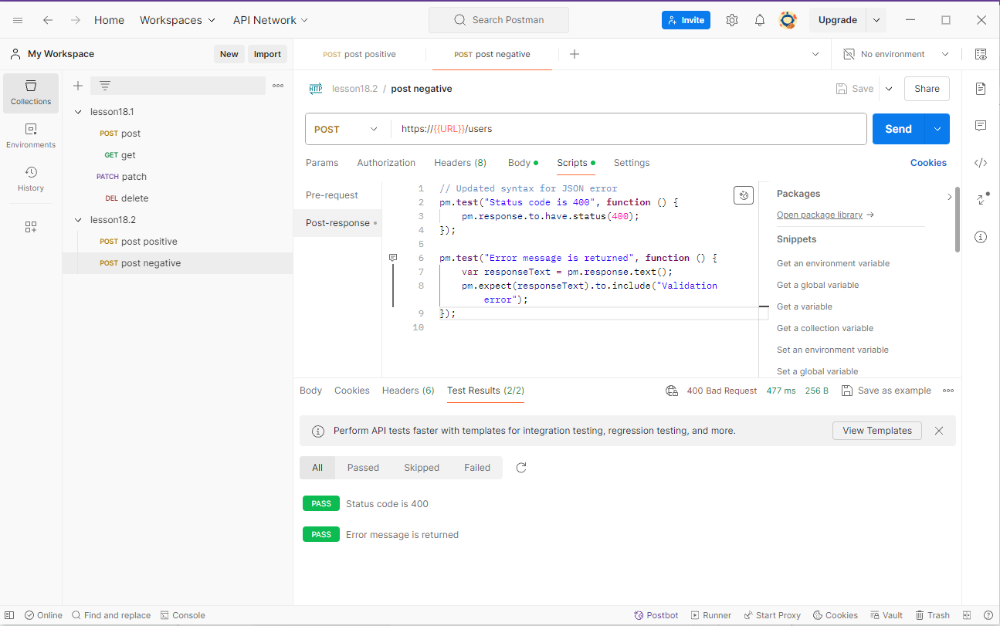 Home Workspaces API Network Search Postman Invite Upgrade
My Workspace New Import POST post positive POST post negative No environment
Collections
Environments
History
lesson18.1
POST post
GET get
PATCH patch
DEL delete
lesson18.2
POST post positive
POST post negative
HTTP lesson18.2 / post negative Save Share
POST https://{{URL}}/users Send
Params Authorization Headers (8) Body Scripts Settings Cookies
Pre-request
Post-response
1 // Updated syntax for JSON error
2 pm.test("Status code is 400", function () {
3 pm.response.to.have.status(400);
4 });
5
6 pm.test("Error message is returned", function () {
7 var responseText = pm.response.text();
8 pm.expect(responseText).to.include("Validation
error");
9 });
10
Packages
Open package library →
Snippets
Get an environment variable
Get a global variable
Get a variable
Get a collection variable
Set an environment variable
Set a global variable
Body Cookies Headers (6) Test Results (2/2) 400 Bad Request 477 ms 256 B Save as example
Perform API tests faster with templates for integration testing, regression testing, and more. View Templates
All Passed Skipped Failed
PASS Status code is 400
PASS Error message is returned
Online Find and replace Console Postbot Runner Start Proxy Cookies Vault Trash